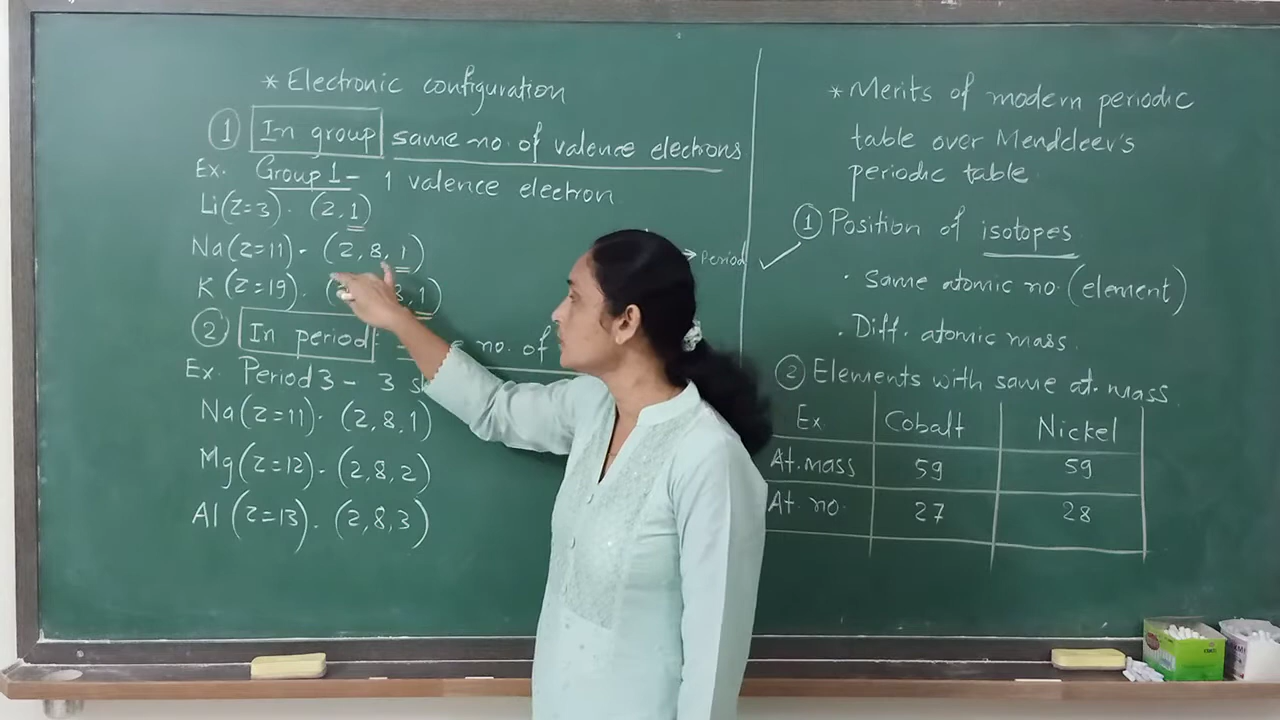 * Electronic configuration
① In group same no. of valence electrons
Ex. Group 1 - 1 valence electron
Li (Z=3) - (2,1)
Na (Z=11) - (2,8,1)
K (Z=19) - 8,1)
② In period: no. of
Ex. Period 3 - 3
Na (Z=11) - (2,8,1)
Mg (Z=12) - (2,8,2)
Al (Z=13) - (2,8,3)
→ Period
* Merits of modern periodic
table over Mendeleev's
periodic table
① Position of isotopes
· Same atomic no. (element)
· Diff. atomic mass.
② Elements with same at. mass
Ex. Cobalt Nickel
At. mass 59 59
At. no. 27 28